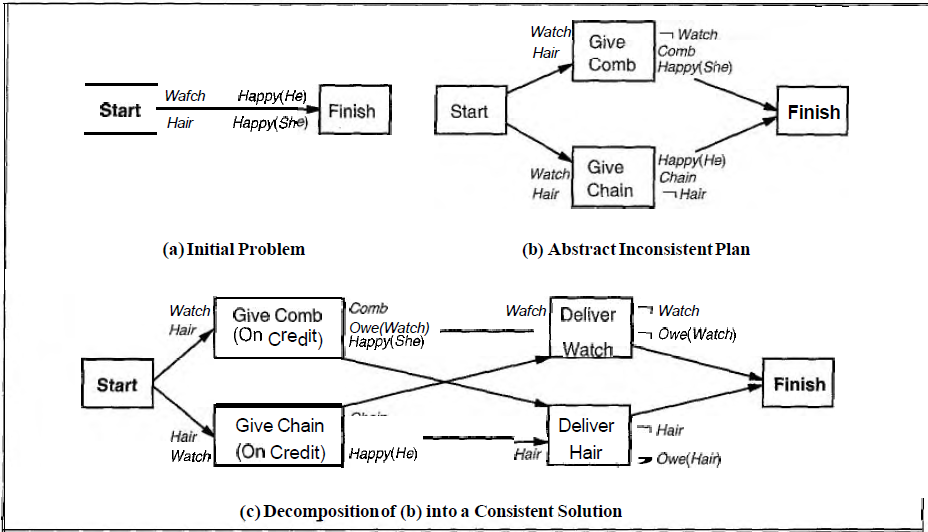 Start
Wafch
Hair
Happy(He)
Happy(She)
Finish
(a) Initial Problem
Start
Watch
Hair
Give
Comb
¬ Watch
Comb
Happy(She)
Watch
Hair
Give
Chain
Happy(He)
Chain
¬ Hair
Finish
(b) Abstract Inconsistent Plan
Start
Watch
Hair
Give Comb
(On Credit)
Comb
Owe(Watch)
Happy(She)
Wafch
Deliver
Watch
¬ Watch
¬ Owe(Watch)
Hair
Watch
Give Chain
(On Credit)
Happy(He)
Hair
Deliver
Hair
¬ Hair
Owe(Hair)
Finish
(c) Decomposition of (b) into a Consistent Solution